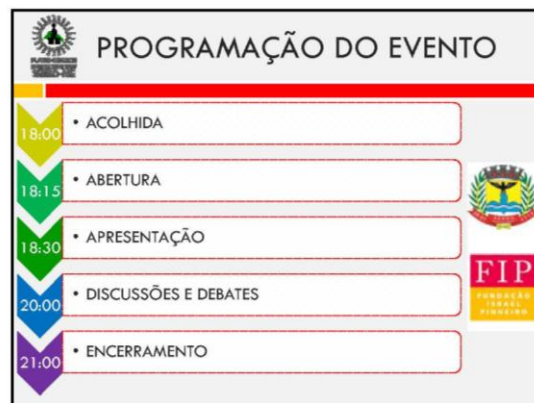 PROGRAMAÇÃO DO EVENTO
18:00
• ACOLHIDA
18:15
• ABERTURA
18:30
• APRESENTAÇÃO
20:00
• DISCUSSÕES E DEBATES
21:00
• ENCERRAMENTO
FIP
FUNDAÇÃO
ISRAEL
PINHEIRO